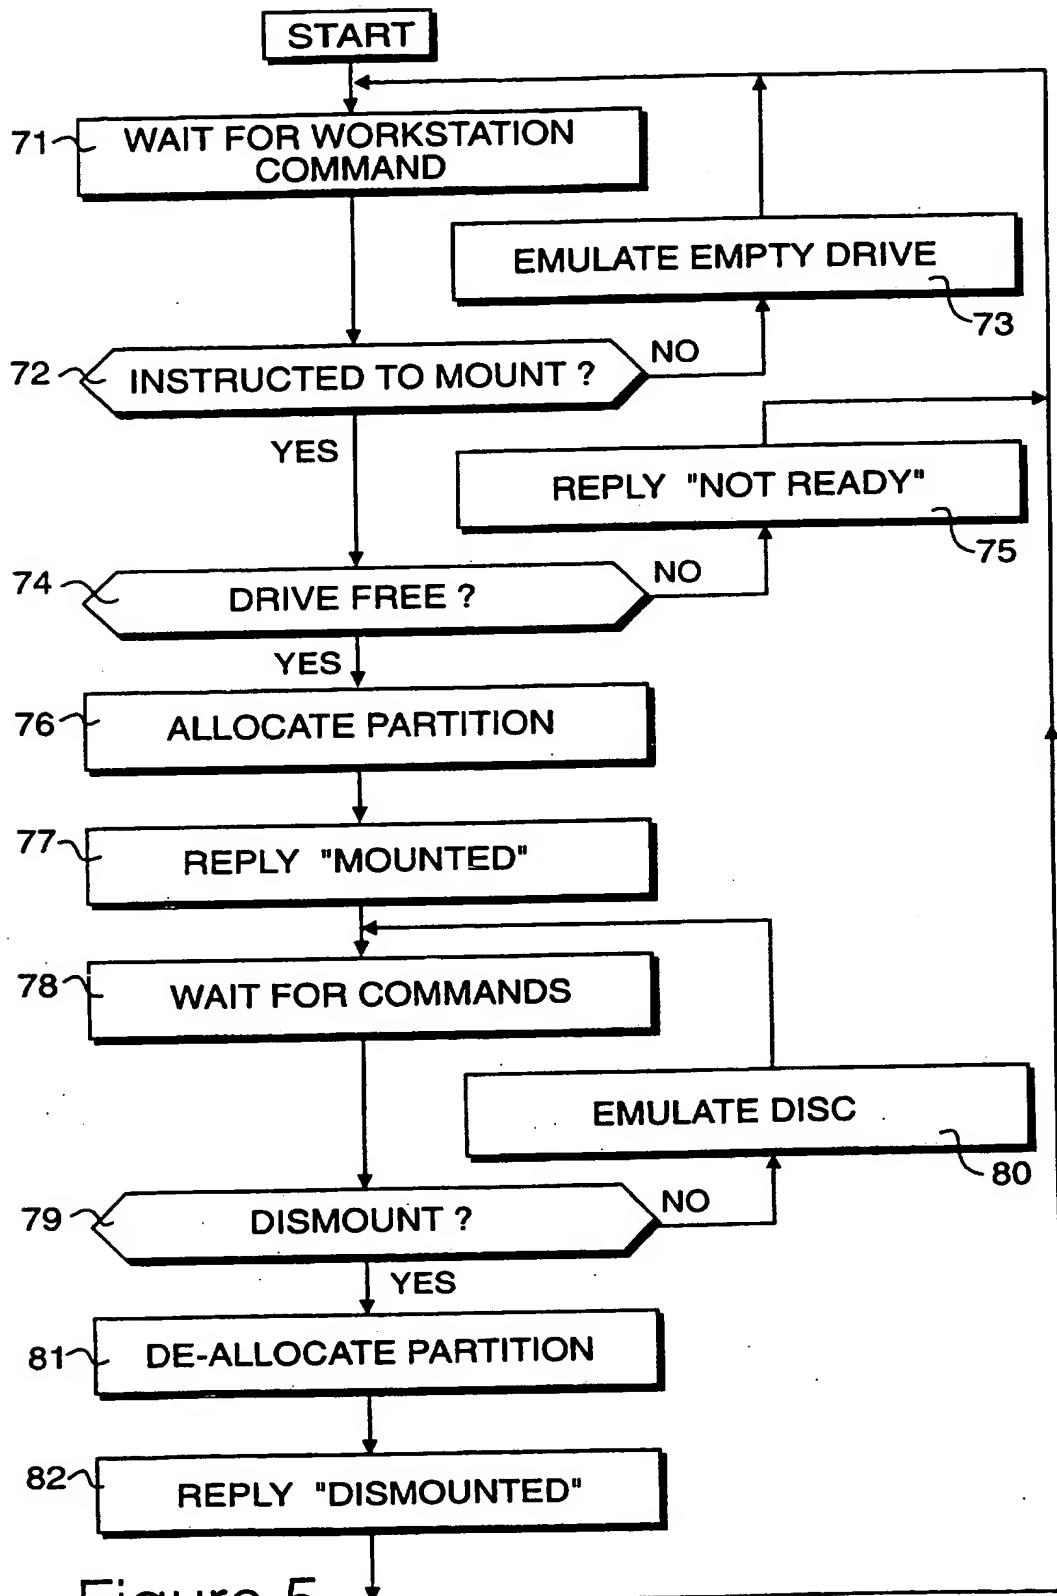 START
71
WAIT FOR WORKSTATION
COMMAND
EMULATE EMPTY DRIVE
73
72
INSTRUCTED TO MOUNT ?
NO
YES
REPLY "NOT READY"
75
74
DRIVE FREE ?
NO
YES
76
ALLOCATE PARTITION
77
REPLY "MOUNTED"
78
WAIT FOR COMMANDS
EMULATE DISC
80
79
DISMOUNT ?
NO
YES
81
DE-ALLOCATE PARTITION
82
REPLY "DISMOUNTED"
Figure 5